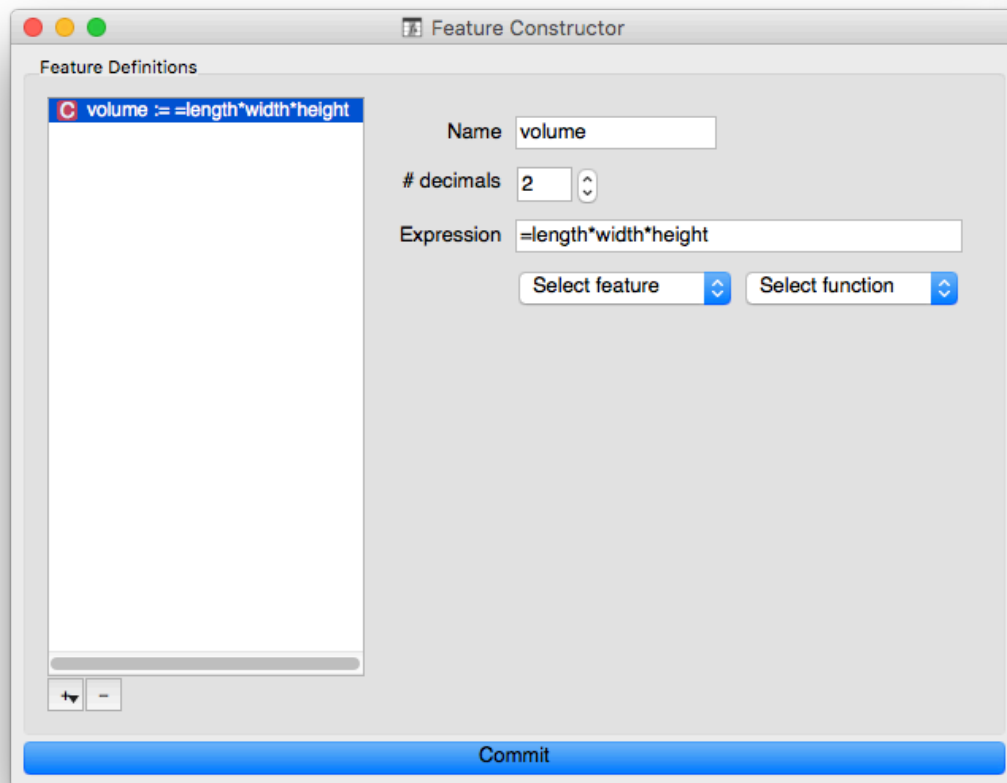 Feature Constructor
Feature Definitions
C volume := =length*width*height
Name volume
# decimals 2
Expression =length*width*height
Select feature Select function
+ -
Commit